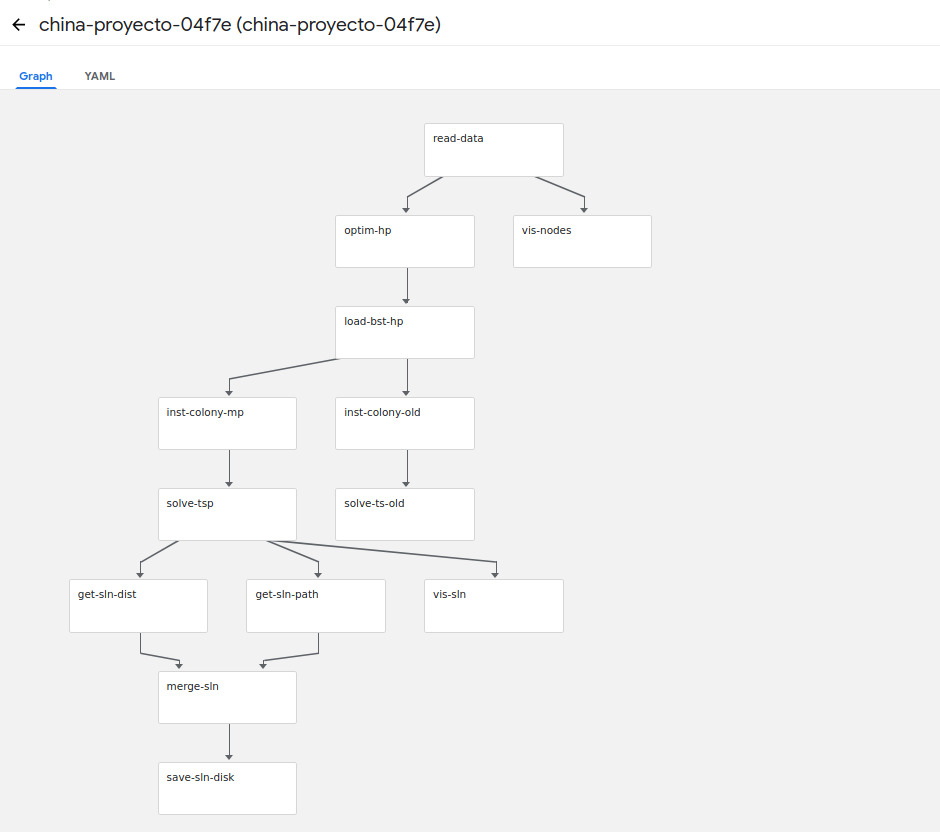 china-proyecto-04f7e (china-proyecto-04f7e)
Graph YAML
read-data
optim-hp vis-nodes
load-bst-hp
inst-colony-mp inst-colony-old
solve-tsp solve-ts-old
get-sln-dist get-sln-path vis-sln
merge-sln
save-sln-disk